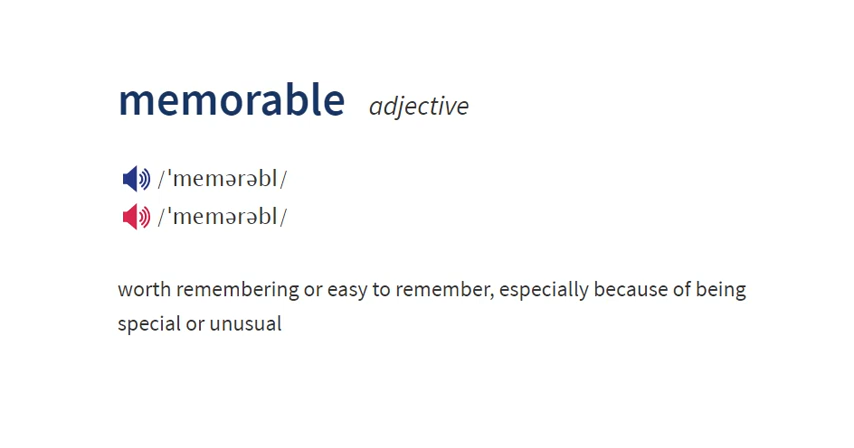 memorable adjective
/ˈmemərəbl/
/ˈmemərəbl/
worth remembering or easy to remember, especially because of being
special or unusual